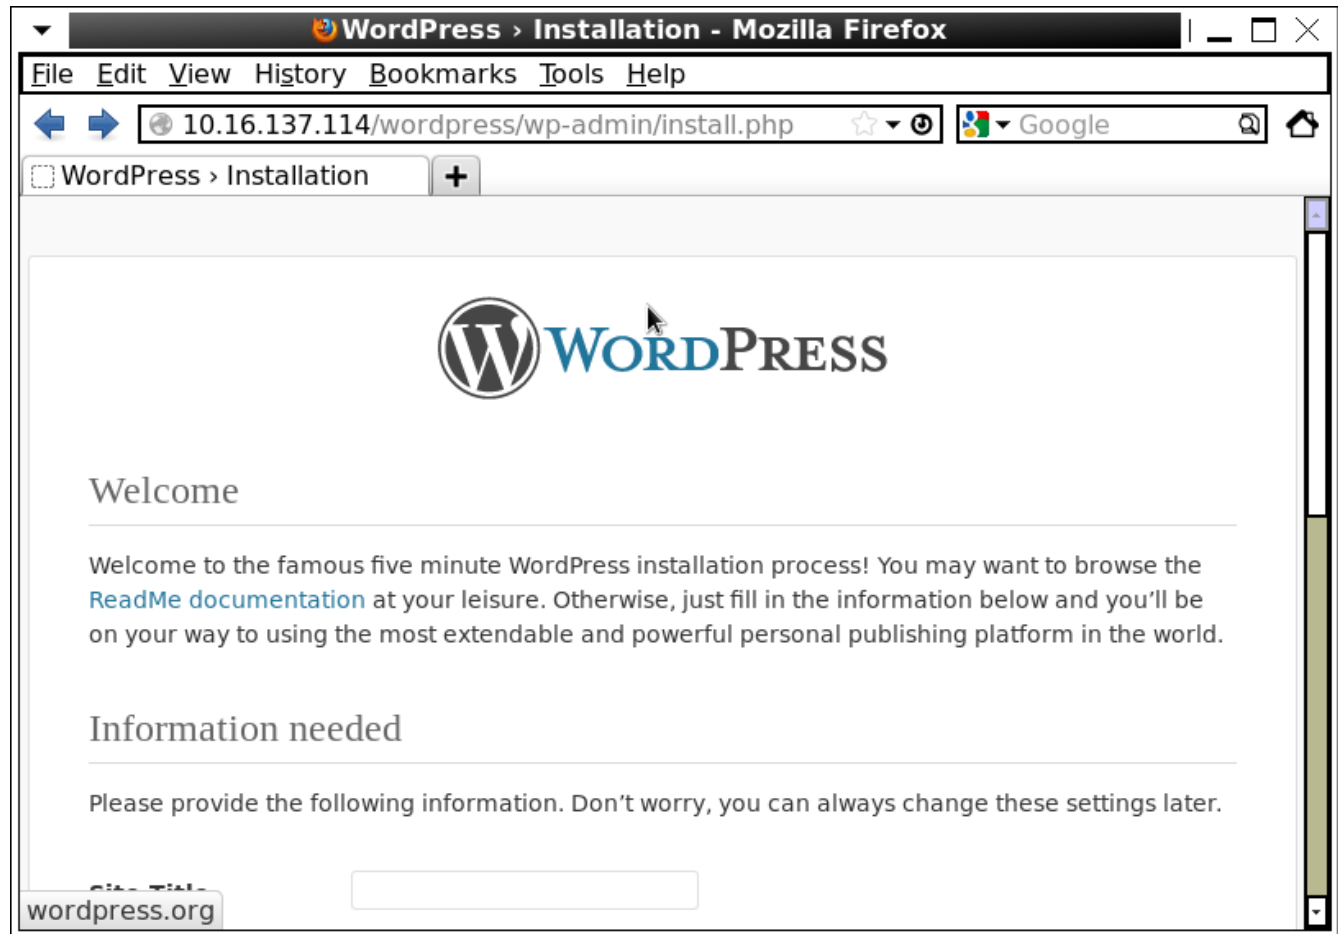 WordPress › Installation - Mozilla Firefox
File Edit View History Bookmarks Tools Help
10.16.137.114/wordpress/wp-admin/install.php Google
WordPress › Installation
WORDPRESS
Welcome
Welcome to the famous five minute WordPress installation process! You may want to browse the
ReadMe documentation at your leisure. Otherwise, just fill in the information below and you’ll be
on your way to using the most extendable and powerful personal publishing platform in the world.
Information needed
Please provide the following information. Don’t worry, you can always change these settings later.
Site Title
wordpress.org